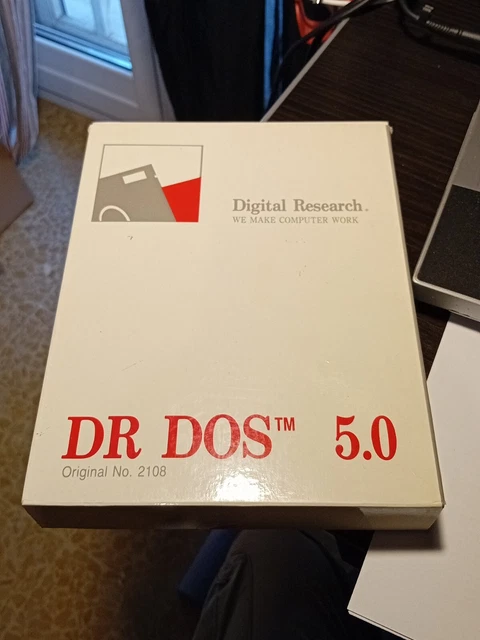 Digital Research.
WE MAKE COMPUTER WORK
DR DOS™ 5.0
Original No. 2108